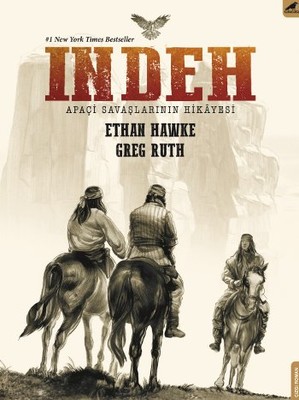 #1 New York Times Bestseller
INDEH
APAÇİ SAVAŞLARININ HİKÂYESİ
ETHAN HAWKE
GREG RUTH